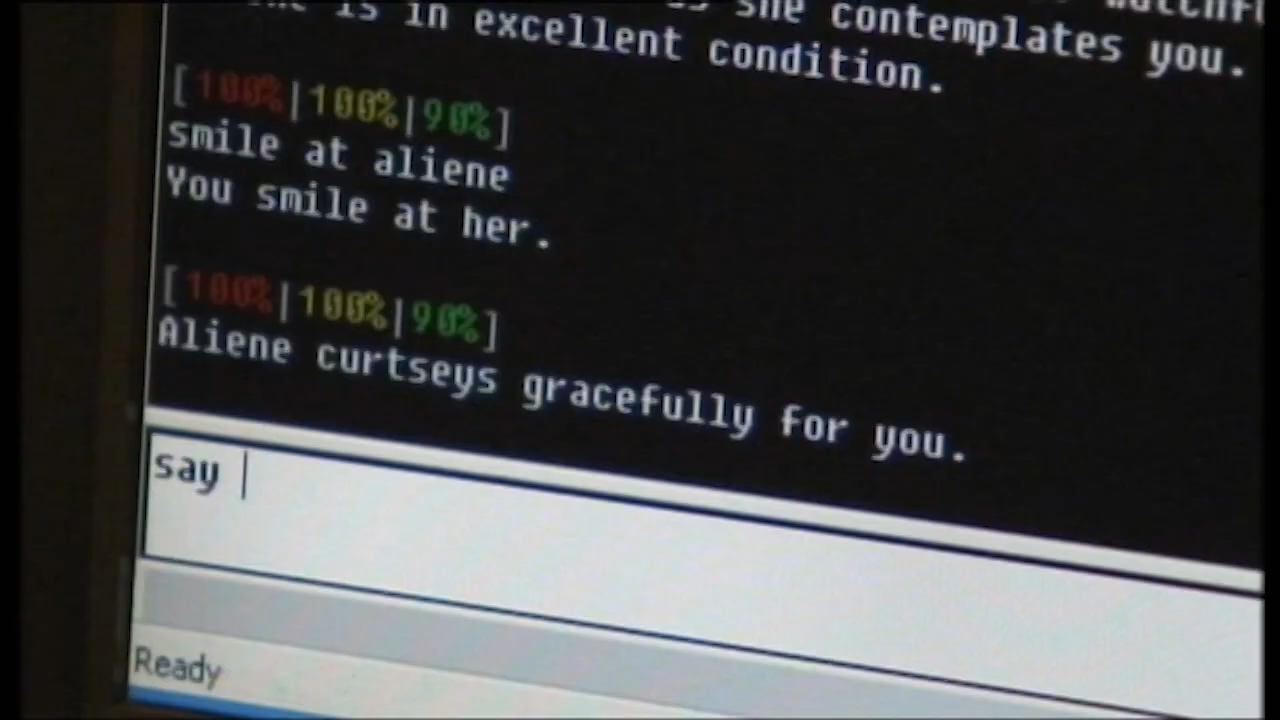 she contemplates you.
is in excellent condition.
[100%|100%|90%]
smile at aliene
You smile at her.
[100%|100%|90%]
Aliene curtseys gracefully for you.
say
Ready